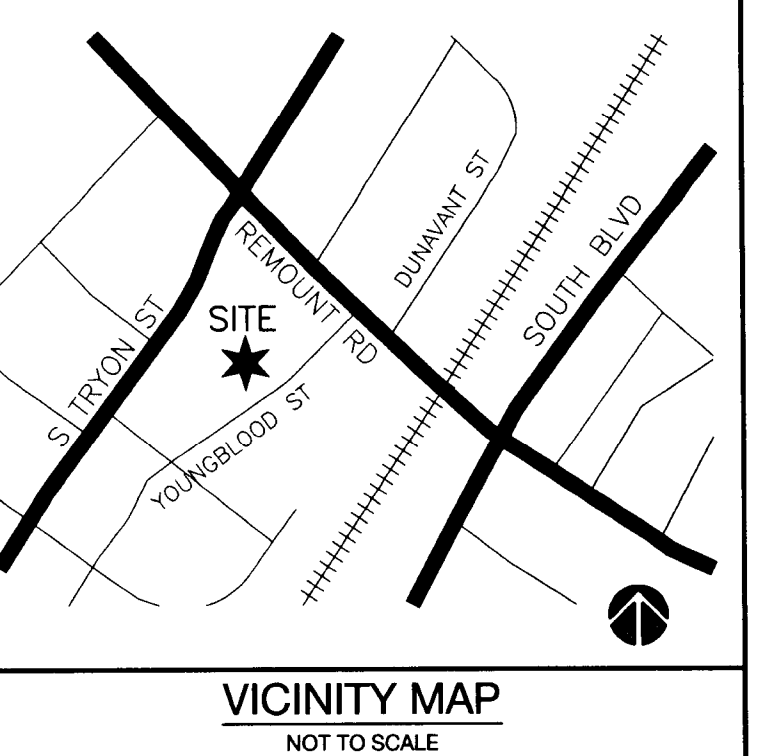 DUNAVANT ST
SOUTH BLVD
REMOUNT RD
S TRYON ST
SITE
YOUNGBLOOD ST
VICINITY MAP
NOT TO SCALE